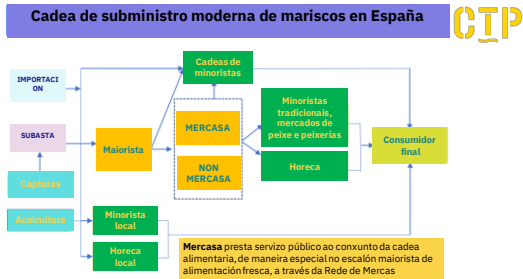 Cadea de subministro moderna de mariscos en España
CTP
Cadeas de
minoristas
IMPORTACI
ON
Minoristas
tradicionais,
mercados de
peixe e peixerías
MERCASA
SUBASTA
Maiorista
Consumidor
final
NON
MERCASA
Horeca
Capturas
Acuicultura
Minorista
local
Horeca
local
Mercasa presta servizo público ao conxunto da cadea
alimentaria, de maneira especial no escalón maiorista de
alimentación fresca, a través da Rede de Mercas